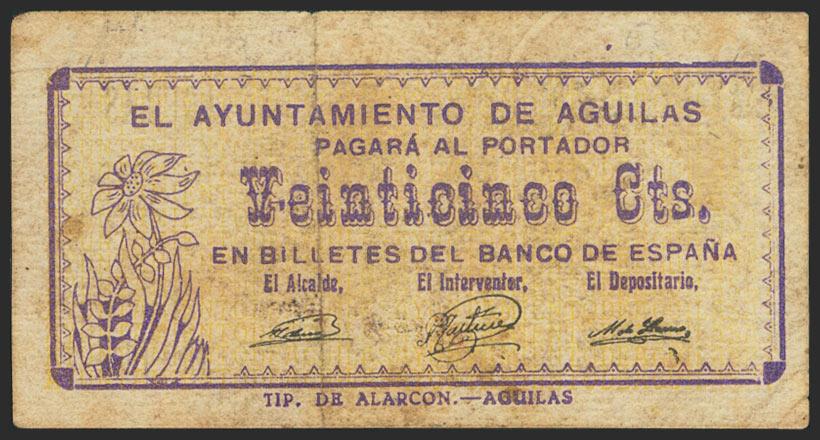 EL AYUNTAMIENTO DE AGUILAS
PAGARÁ AL PORTADOR
Veinticinco Cts.
EN BILLETES DEL BANCO DE ESPAÑA
El Alcalde, El Interventor, El Depositario,
TIP. DE ALARCON.—AGUILAS